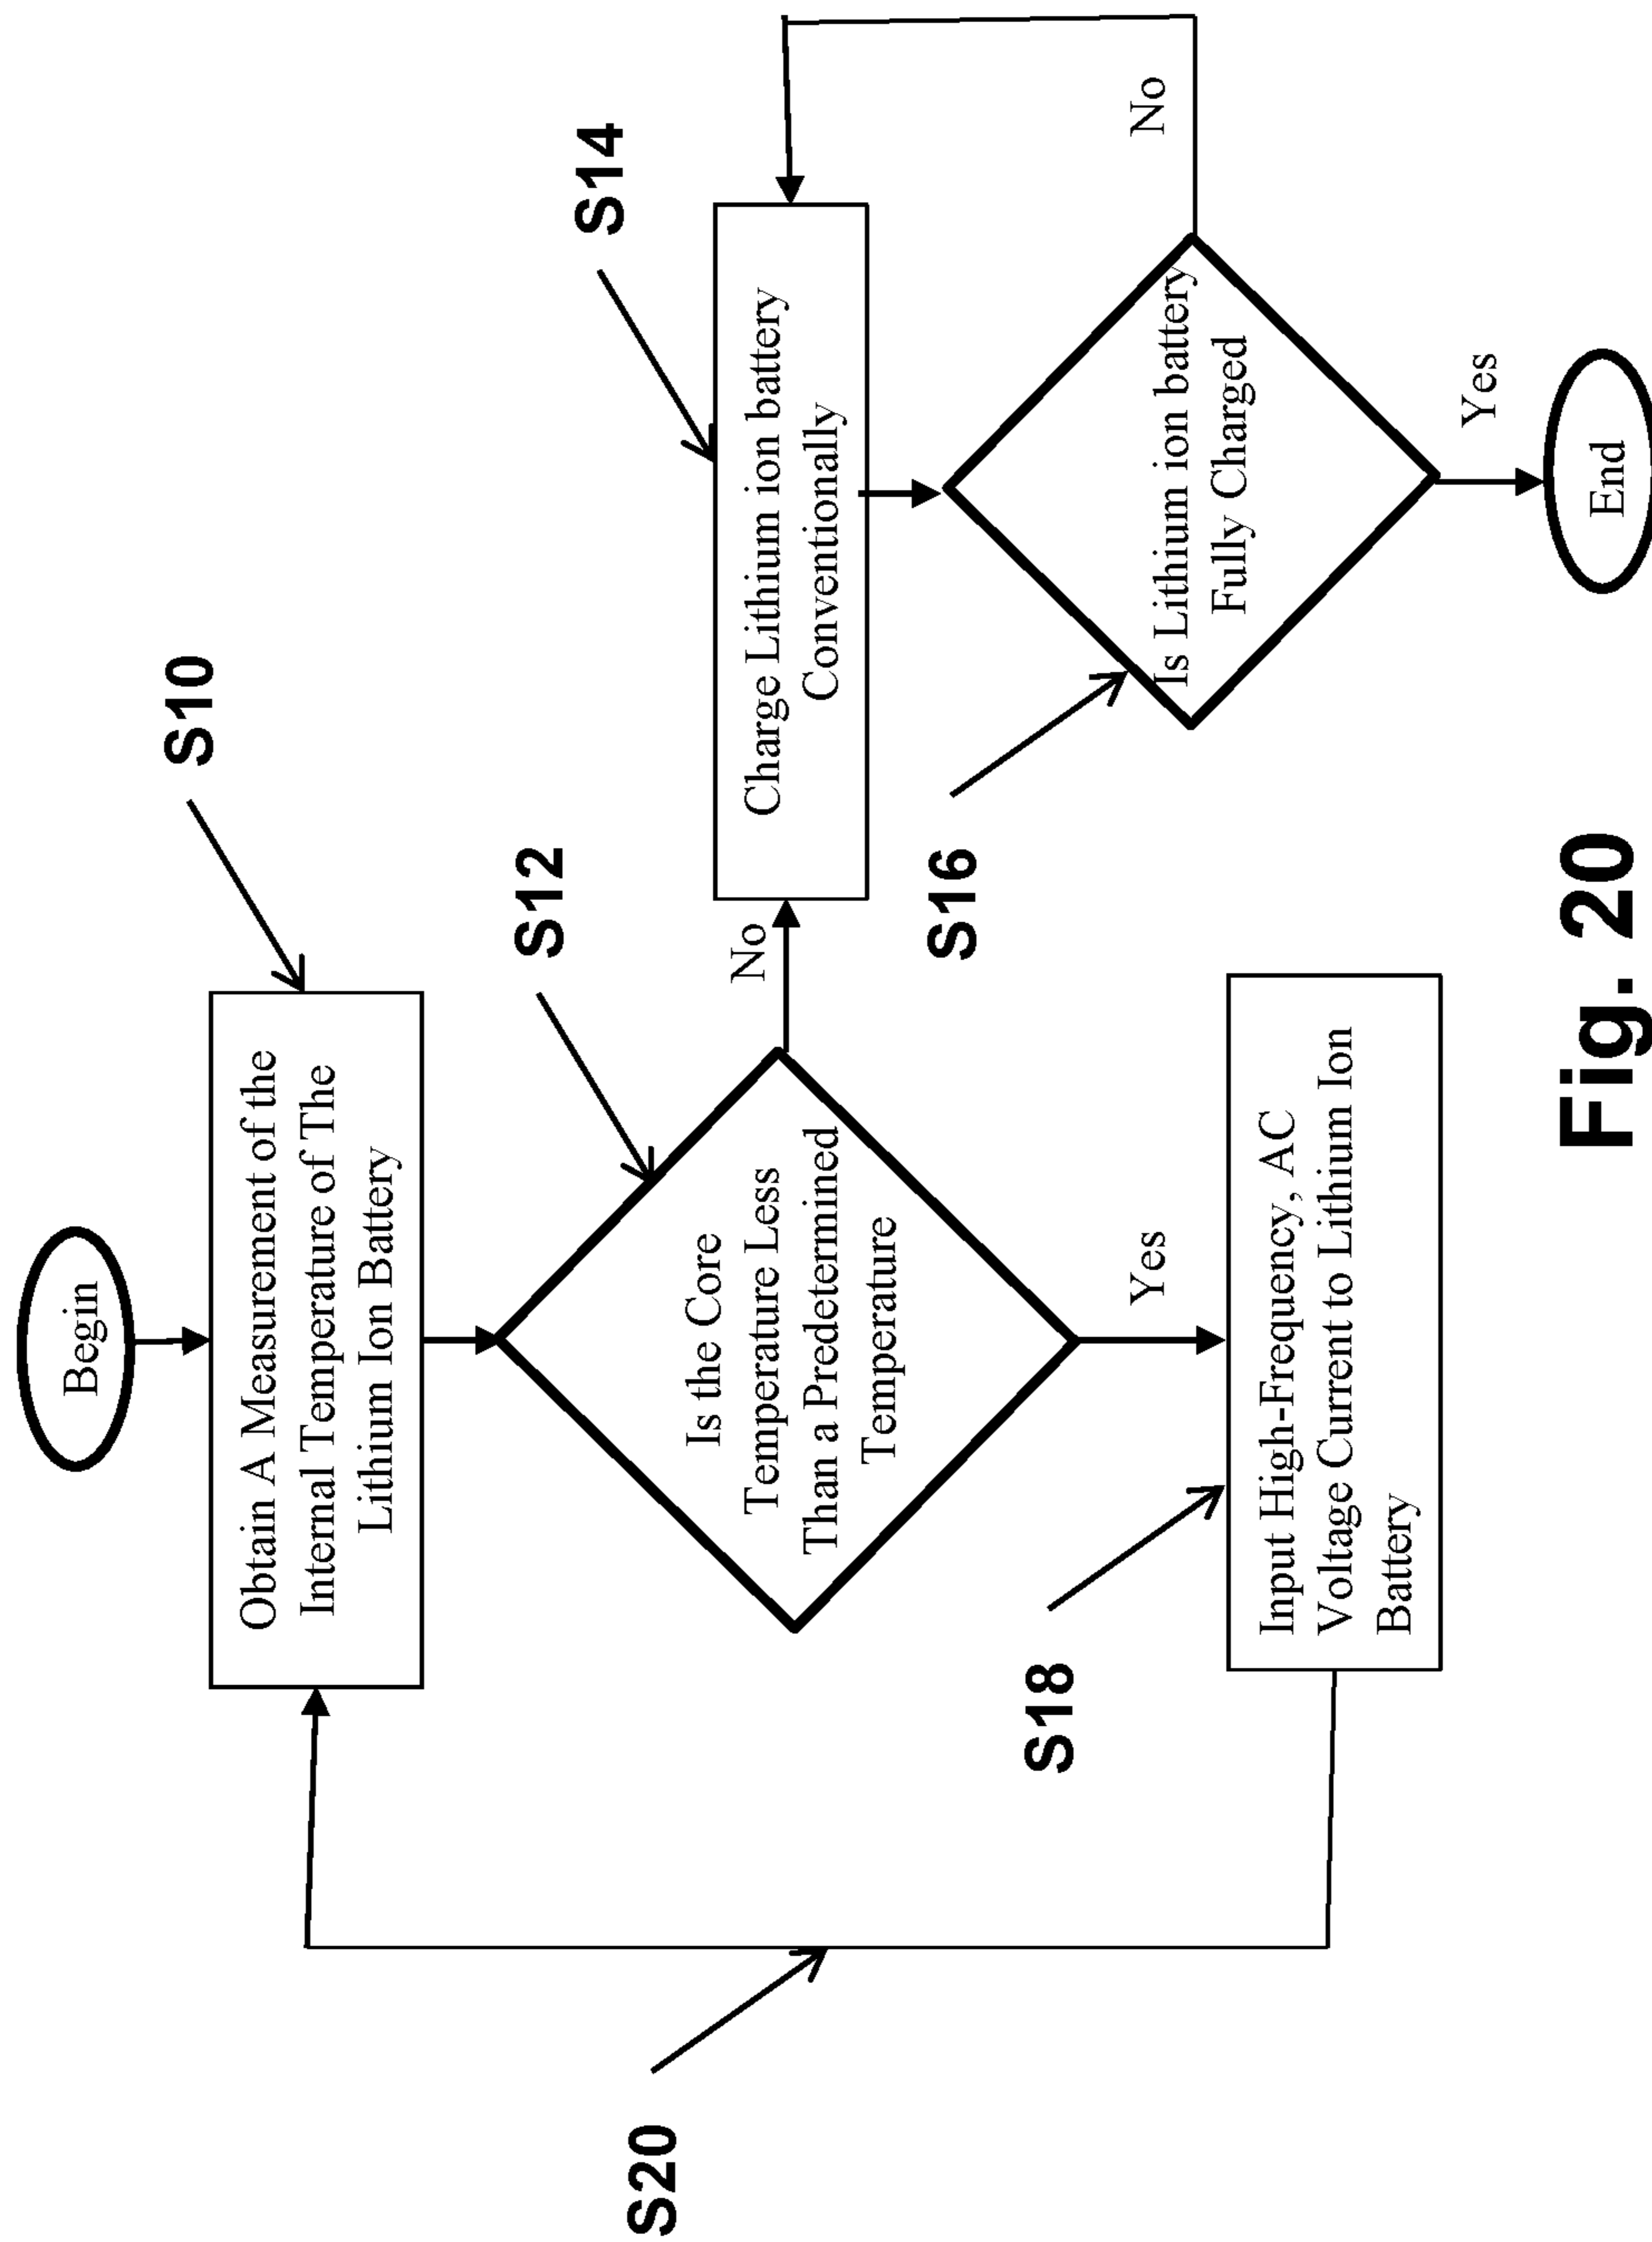 Begin
S10
Obtain A Measurement of the
Internal Temperature of The
Lithium Ion Battery
S12
Is the Core
Temperature Less
Than a Predetermined
Temperature
No
S14
Charge Lithium ion battery
Conventionally
S16
Is Lithium ion battery
Fully Charged
No
Yes
End
Yes
S18
Input High-Frequency, AC
Voltage Current to Lithium Ion
Battery
S20
Fig. 20